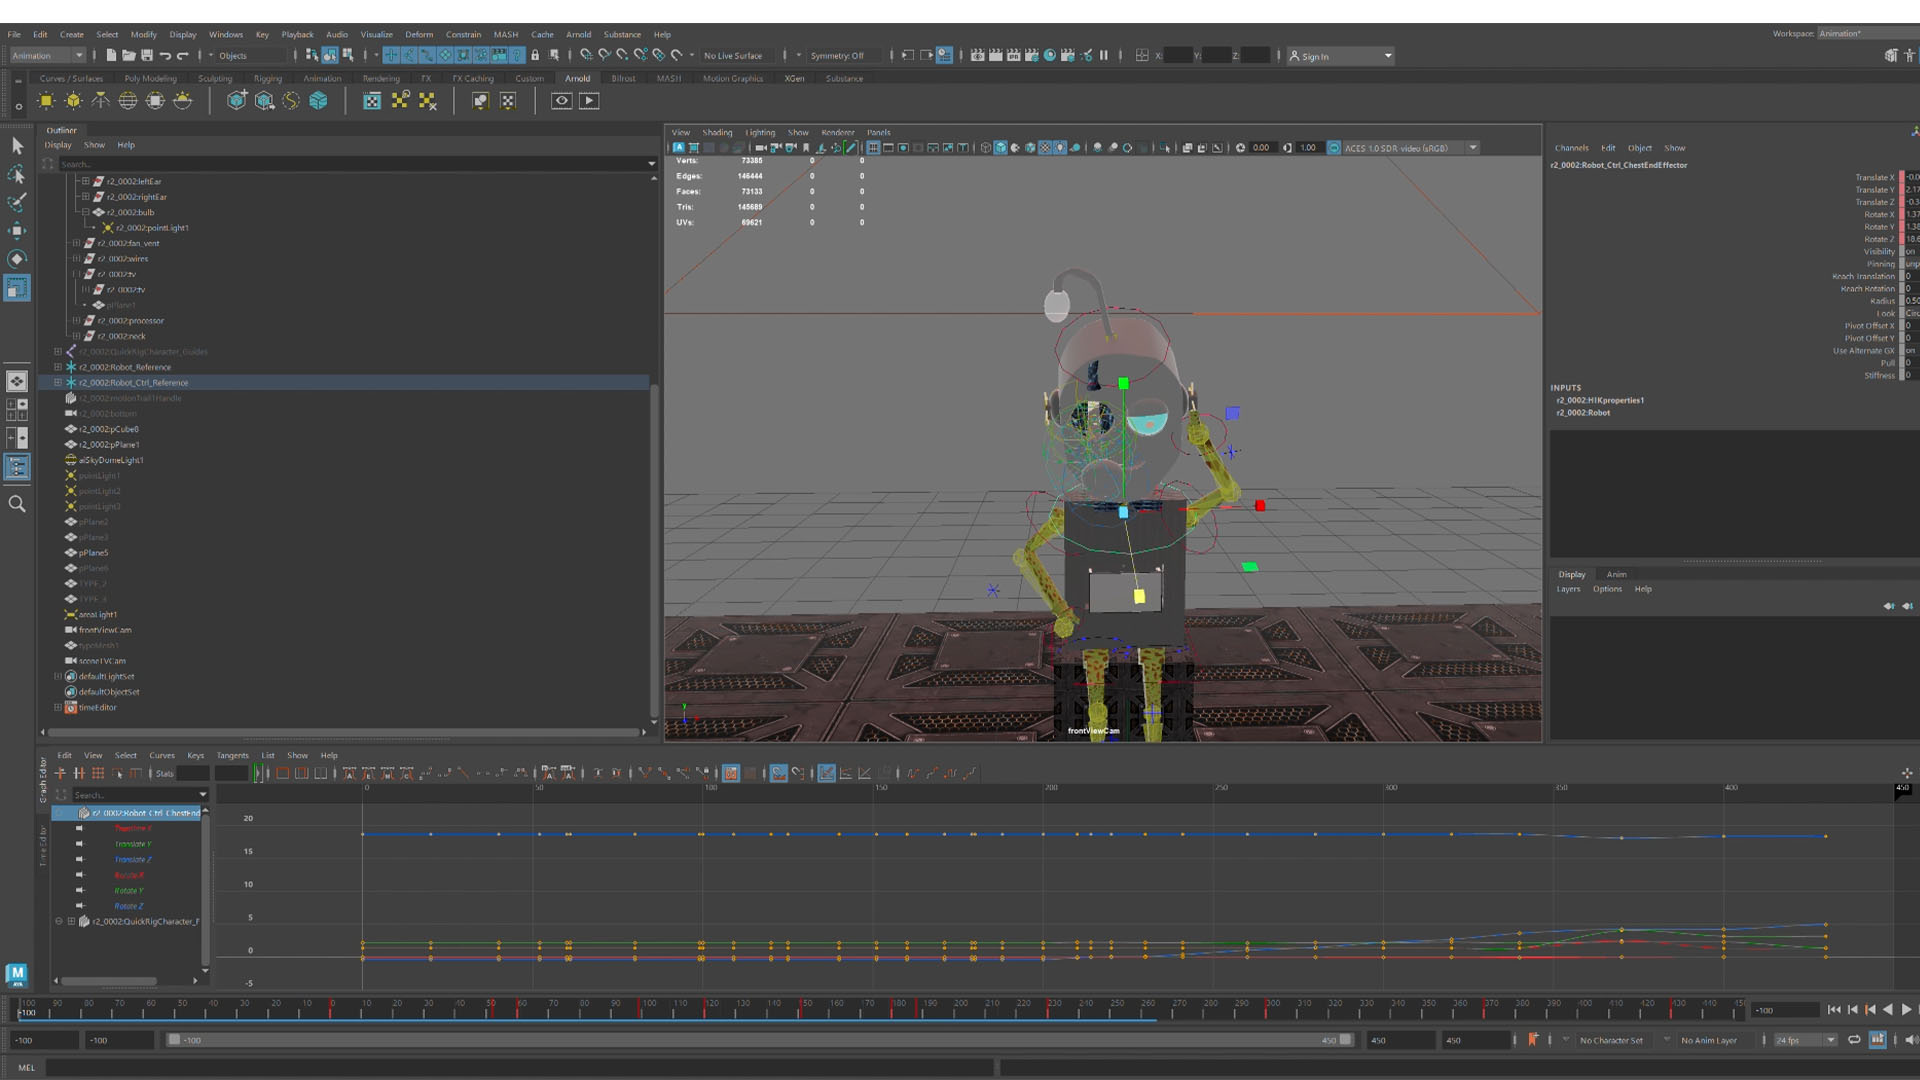 File Edit Create Select Modify Display Windows Key Playback Audio Visualize Deform Constrain MASH Cache Arnold Substance Help
Workspace: Animation*
Animation Objects No Live Surface Symmetry: Off X: Y: Z: Sign In
Curves / Surfaces Poly Modeling Sculpting Rigging Animation Rendering FX FX Caching Custom Arnold Bifrost MASH Motion Graphics XGen Substance
Outliner
Display Show Help
Search...
r2_0002:leftEar
r2_0002:rightEar
r2_0002:bulb
r2_0002:pointLight1
r2_0002:fan_vent
r2_0002:wires
r2_0002:tv
r2_0002:tv
pPlane1
r2_0002:processor
r2_0002:neck
r2_0002:QuickRigCharacter_Guides
r2_0002:Robot_Reference
r2_0002:Robot_Ctrl_Reference
r2_0002:motionTrail1Handle
r2_0002:bottom
r2_0002:pCube8
r2_0002:pPlane1
aiSkyDomeLight1
pointLight1
pointLight2
pointLight3
pPlane2
pPlane3
pPlane5
pPlane6
TYPE_2
TYPE_3
areaLight1
frontViewCam
typeMesh1
sceneTVCam
defaultLightSet
defaultObjectSet
timeEditor
View Shading Lighting Show Renderer Panels
0.00 1.00 ACES 1.0 SDR-video (sRGB)
Verts: 73385 0 0
Edges: 146444 0 0
Faces: 73133 0 0
Tris: 145689 0 0
UVs: 69621 0 0
frontViewCam
Channels Edit Object Show
r2_0002:Robot_Ctrl_ChestEndEffector
Translate X -0.0
Translate Y 2.17
Translate Z -0.3
Rotate X 1.37
Rotate Y 1.38
Rotate Z 18.6
Visibility on
Pinning unp
Reach Translation 0
Reach Rotation 0
Radius 0.50
Look Circ
Pivot Offset X 0
Pivot Offset Y 0
Use Alternate GX on
Pull 0
Stiffness 0
INPUTS
r2_0002:HIKproperties1
r2_0002:Robot
Display Anim
Layers Options Help
Graph Editor
Time Editor
Edit View Select Curves Keys Tangents List Show Help
Stats
Search...
r2_0002:Robot_Ctrl_ChestEnd
Translate X
Translate Y
Translate Z
Rotate X
Rotate Y
Rotate Z
r2_0002:QuickRigCharacter_F
0 50 100 150 200 250 300 350 400 450
20
15
10
5
0
-5
-100 90 80 70 60 50 40 30 20 10 0 10 20 30 40 50 60 70 80 90 100 110 120 130 140 150 160 170 180 190 200 210 220 230 240 250 260 270 280 290 300 310 320 330 340 350 360 370 380 390 400 410 420 430 440 45
-100
-100
-100 -100 -100 450 450 450 No Character Set No Anim Layer 24 fps
MEL